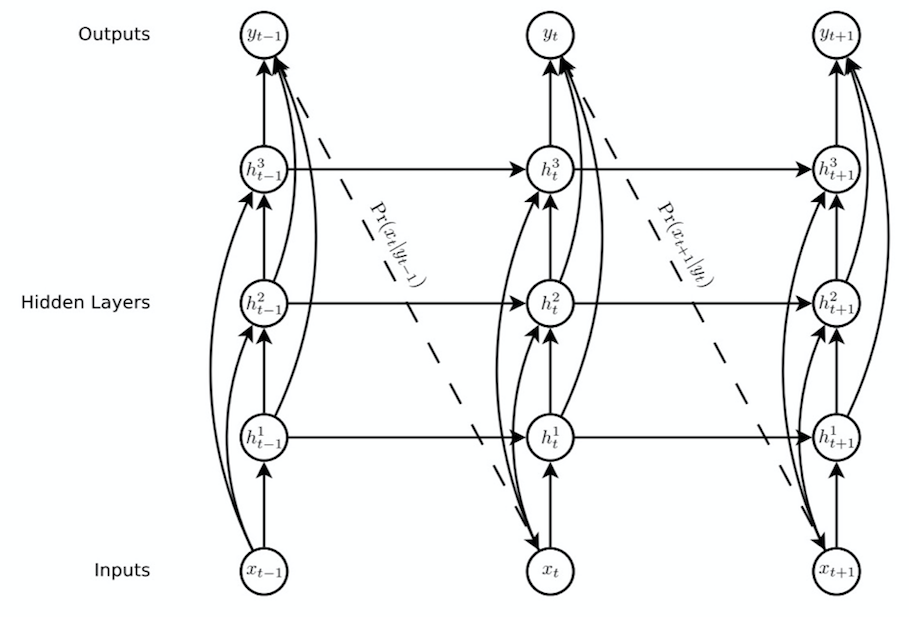 Outputs y_{t−1} y_t y_{t+1}
h^3_{t−1} h^3_t h^3_{t+1}
Pr(x_t|y_{t−1}) Pr(x_{t+1}|y_t)
Hidden Layers h^2_{t−1} h^2_t h^2_{t+1}
h^1_{t−1} h^1_t h^1_{t+1}
Inputs x_{t−1} x_t x_{t+1}